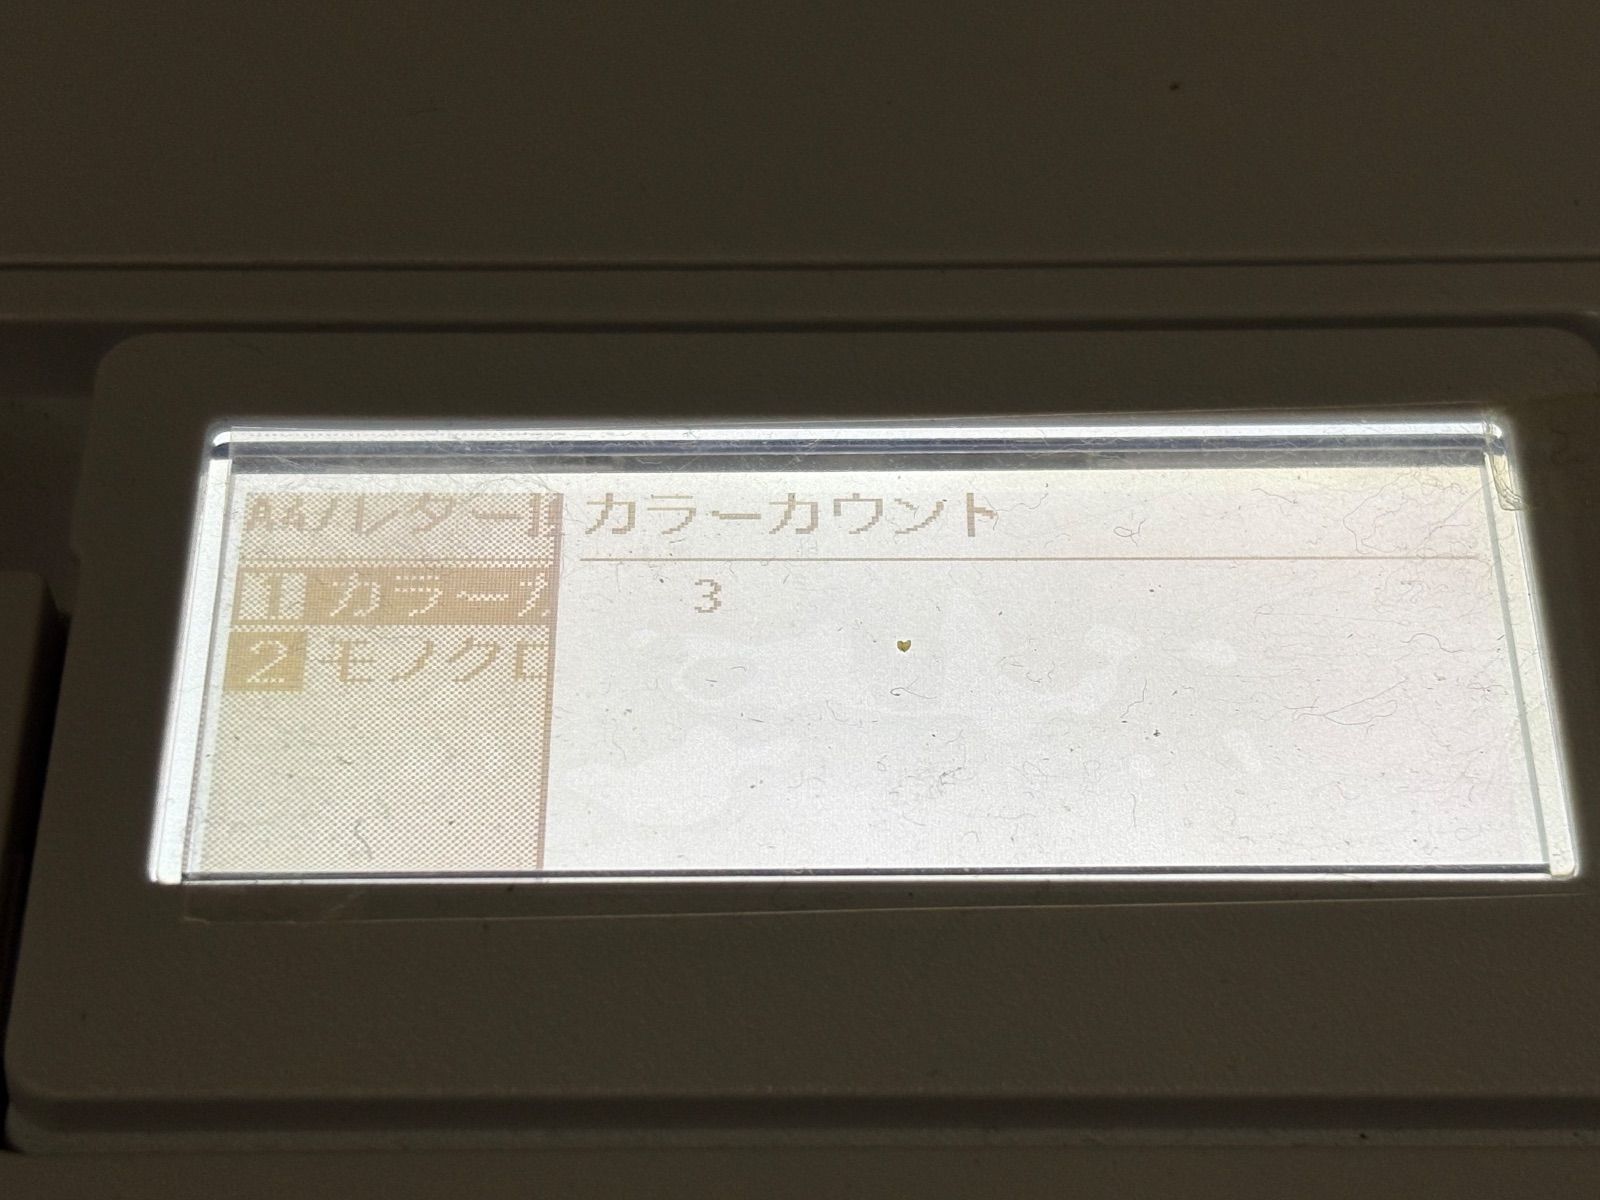 A4/レター
カラーカウント
1 カラー
3
2 モノクロ